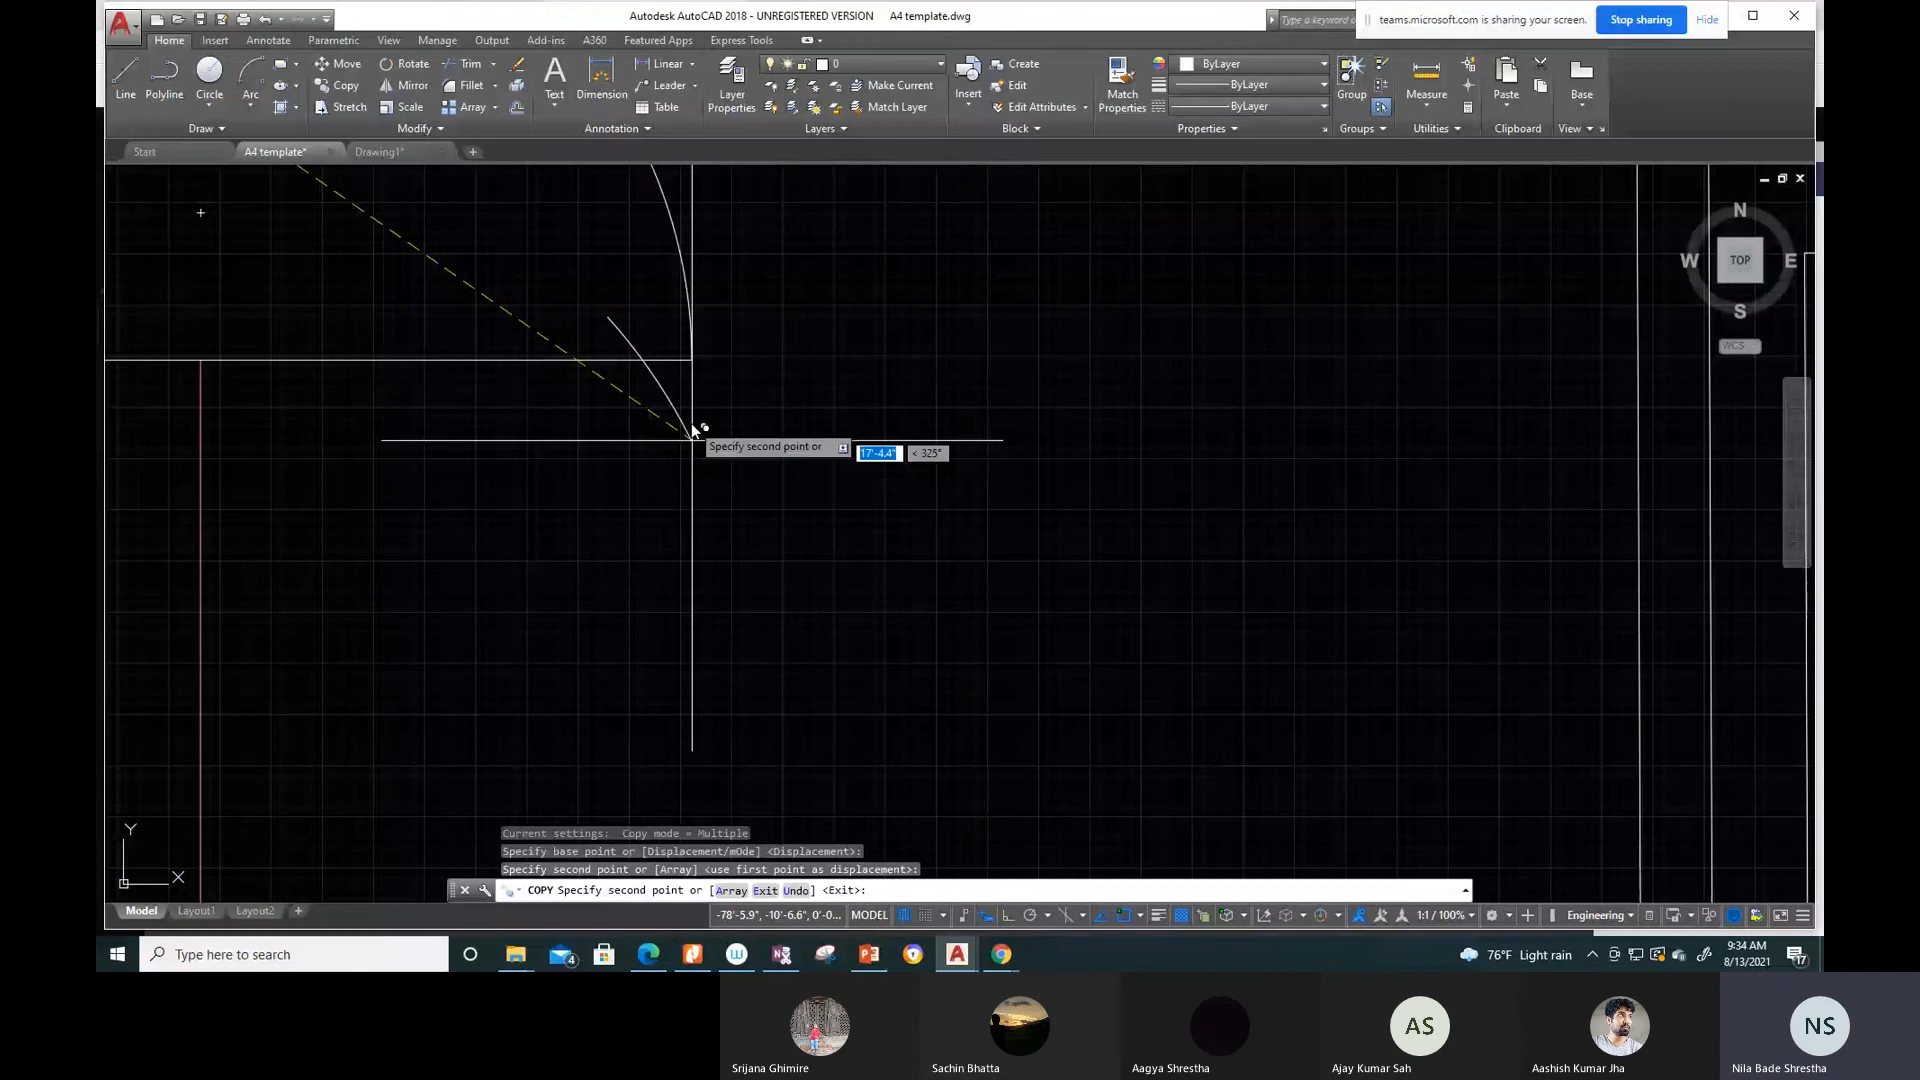 Autodesk AutoCAD 2018 - UNREGISTERED VERSION A4 template.dwg
Type a keyword o
teams.microsoft.com is sharing your screen.
Stop sharing
Hide
Home Insert Annotate Parametric View Manage Output Add-ins A360 Featured Apps Express Tools
Line Polyline Circle Arc
Move Rotate Trim
Copy Mirror Fillet
Stretch Scale Array
Text Dimension
Linear
Leader
Table
Layer
Properties
0
Make Current
Match Layer
Insert
Create
Edit
Edit Attributes
Match
Properties
ByLayer
ByLayer
ByLayer
Group
Measure
Paste
Base
Draw Modify Annotation Layers Block Properties Groups Utilities Clipboard View
Start A4 template* Drawing1*
N
W TOP E
S
WCS
Specify second point or
17'-4.4" < 325°
Y
X
Current settings: Copy mode = Multiple
Specify base point or [Displacement/mOde] <Displacement>:
Specify second point or [Array] <use first point as displacement>:
COPY Specify second point or [Array Exit Undo] <Exit>:
Model Layout1 Layout2
-78'-5.9", -10'-6.6", 0'-0... MODEL 1:1 / 100% Engineering
Type here to search
4
76°F Light rain
9:34 AM
8/13/2021
17
AS
NS
Srijana Ghimire Sachin Bhatta Aagya Shrestha Ajay Kumar Sah Aashish Kumar Jha Nila Bade Shrestha